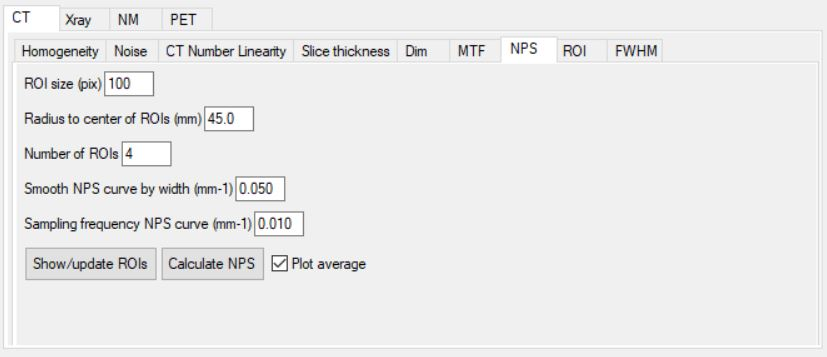 CT Xray NM PET
Homogeneity Noise CT Number Linearity Slice thickness Dim MTF NPS ROI FWHM
ROI size (pix) 100
Radius to center of ROIs (mm) 45.0
Number of ROIs 4
Smooth NPS curve by width (mm-1) 0.050
Sampling frequency NPS curve (mm-1) 0.010
Show/update ROIs Calculate NPS Plot average